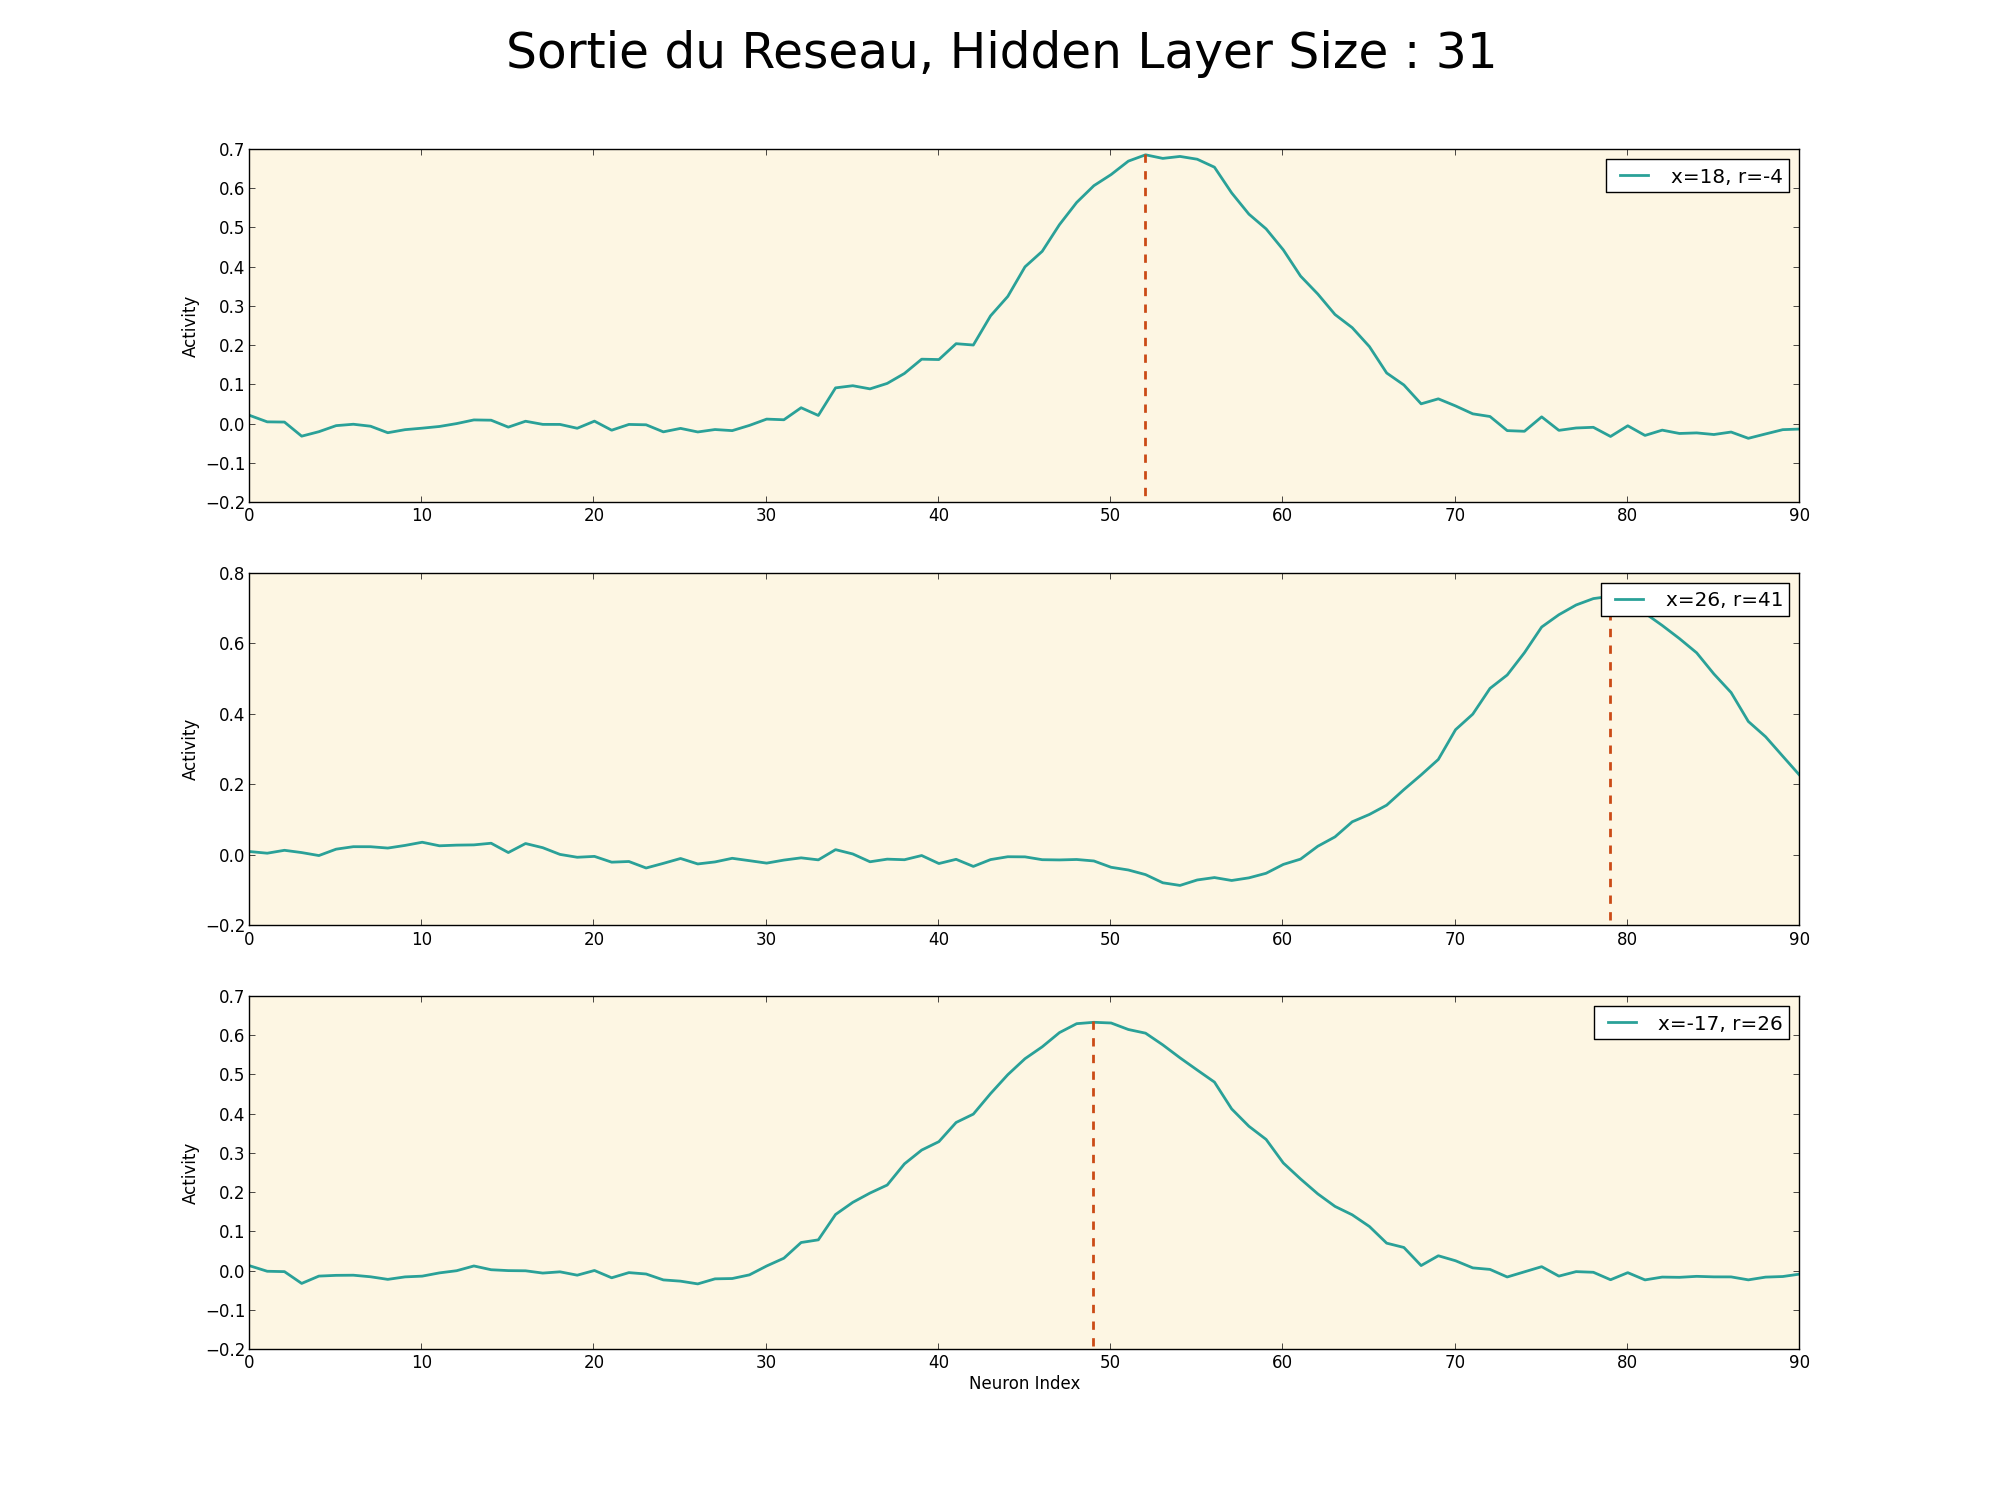 Sortie du Reseau, Hidden Layer Size : 31
0.7
0.6
0.5
0.4
0.3
0.2
0.1
0.0
−0.1
−0.2
Activity
x=18, r=-4
0 10 20 30 40 50 60 70 80 90
0.8
0.6
0.4
0.2
0.0
−0.2
Activity
x=26, r=41
0 10 20 30 40 50 60 70 80 90
0.7
0.6
0.5
0.4
0.3
0.2
0.1
0.0
−0.1
−0.2
Activity
x=-17, r=26
0 10 20 30 40 50 60 70 80 90
Neuron Index